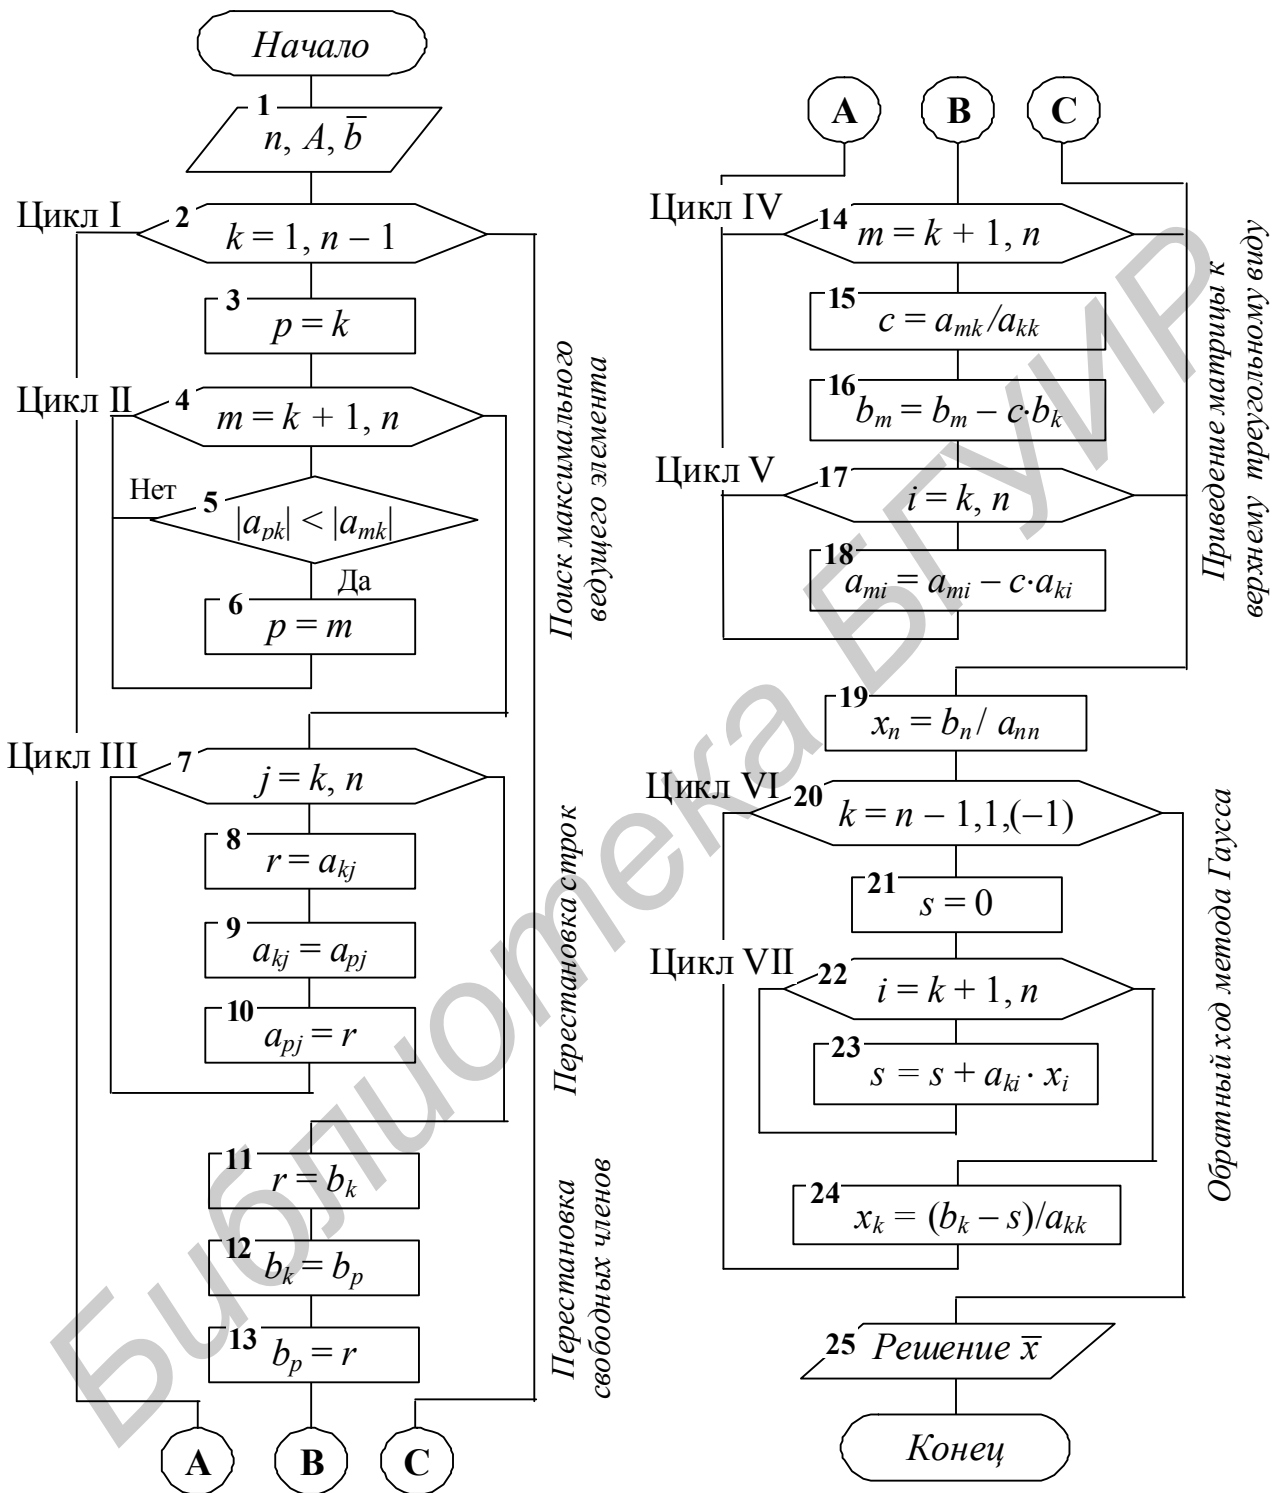 Начало
1
n, A, b̅
Цикл I
2
k = 1, n – 1
3
p = k
Цикл II
4
m = k + 1, n
Нет
5
|a_pk| < |a_mk|
Да
6
p = m
Поиск максимального
ведущего элемента
Цикл III
7
j = k, n
8
r = a_kj
9
a_kj = a_pj
10
a_pj = r
Перестановка строк
11
r = b_k
12
b_k = b_p
13
b_p = r
Перестановка
свободных членов
A
B
C
A
B
C
Цикл IV
14
m = k + 1, n
15
c = a_mk/a_kk
16
b_m = b_m – c·b_k
Цикл V
17
i = k, n
18
a_mi = a_mi – c·a_ki
Приведение матрицы к
верхнему треугольному виду
19
x_n = b_n / a_nn
Цикл VI
20
k = n – 1,1,(–1)
21
s = 0
Цикл VII
22
i = k + 1, n
23
s = s + a_ki · x_i
24
x_k = (b_k – s)/a_kk
Обратный ход метода Гаусса
25
Решение x̅
Конец
Библиотека БГУИР